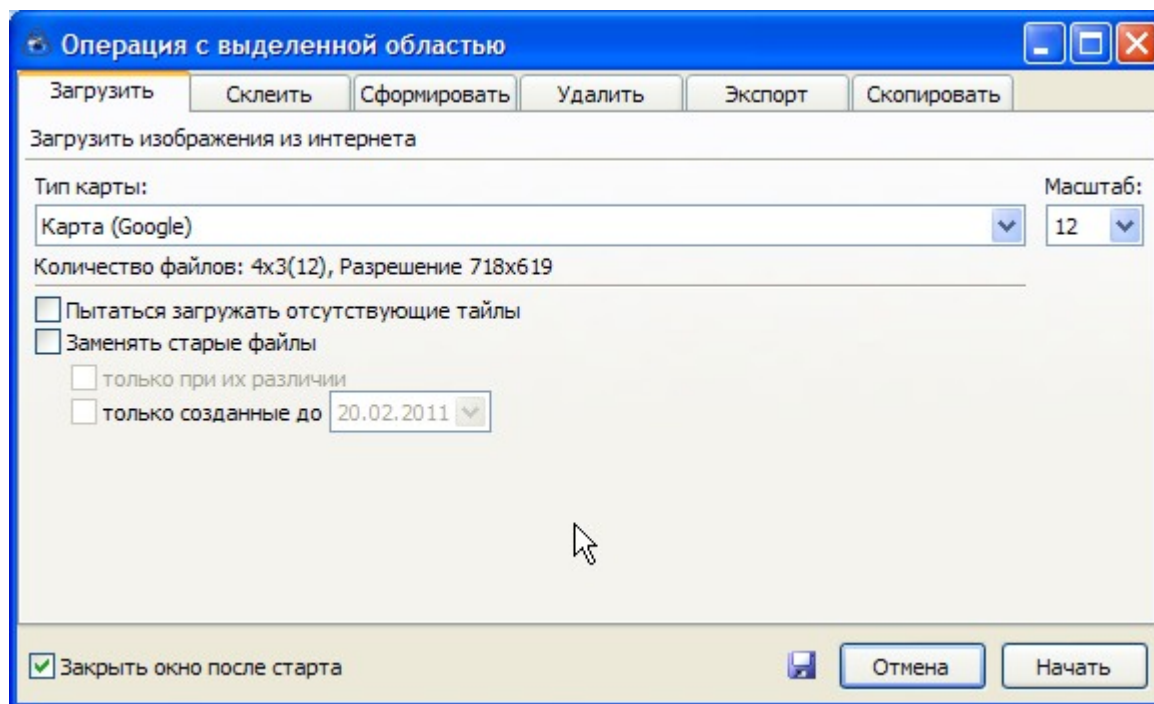 Операция с выделенной областью
Загрузить Склеить Сформировать Удалить Экспорт Скопировать
Загрузить изображения из интернета
Тип карты: Масштаб:
Карта (Google) 12
Количество файлов: 4x3(12), Разрешение 718x619
Пытаться загружать отсутствующие тайлы
Заменять старые файлы
только при их различии
только созданные до 20.02.2011
Закрыть окно после старта Отмена Начать